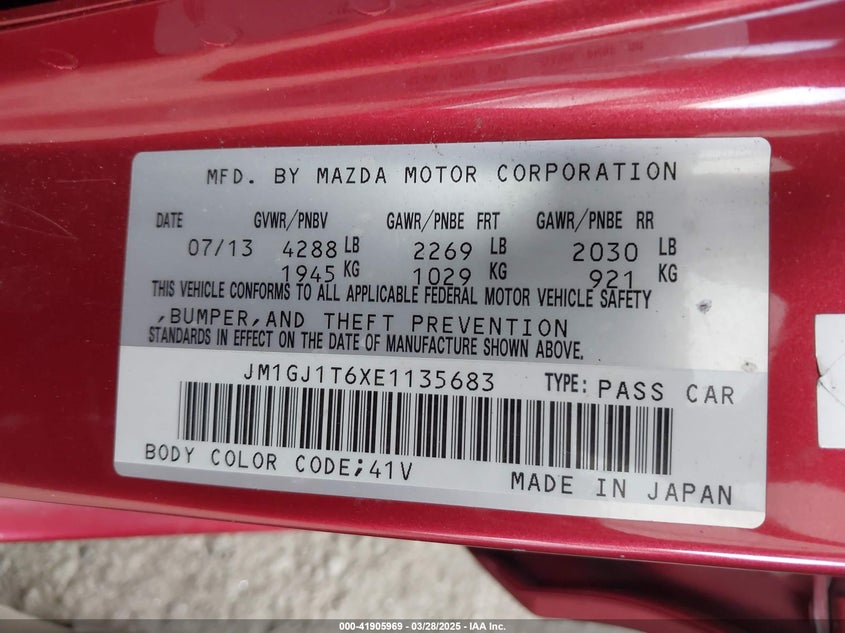 MFD. BY MAZDA MOTOR CORPORATION
DATE GVWR/PNBV GAWR/PNBE FRT GAWR/PNBE RR
07/13 4288 LB 2269 LB 2030 LB
1945 KG 1029 KG 921 KG
THIS VEHICLE CONFORMS TO ALL APPLICABLE FEDERAL MOTOR VEHICLE SAFETY
,BUMPER,AND THEFT PREVENTION
STANDARDS IN EFFECT ON THE DATE OF MANUFACTURE SHOWN ABOVE.
JM1GJ1T6XE1135683 TYPE: PASS CAR
BODY COLOR CODE;41V
MADE IN JAPAN
000-41905969 — 03/28/2025 — IAA Inc.